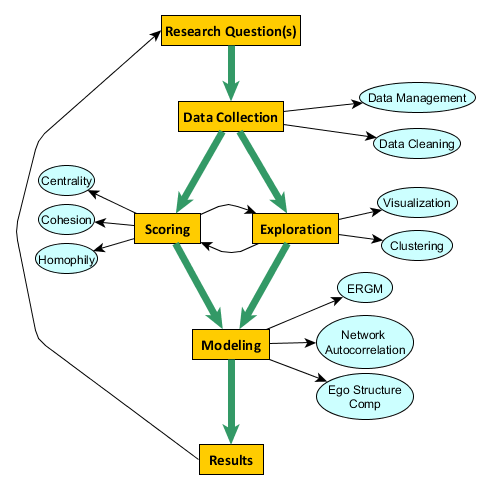 Research Question(s)
Data Collection
Data Management
Data Cleaning
Centrality
Cohesion
Homophily
Scoring
Exploration
Visualization
Clustering
Modeling
ERGM
Network
Autocorrelation
Ego Structure
Comp
Results